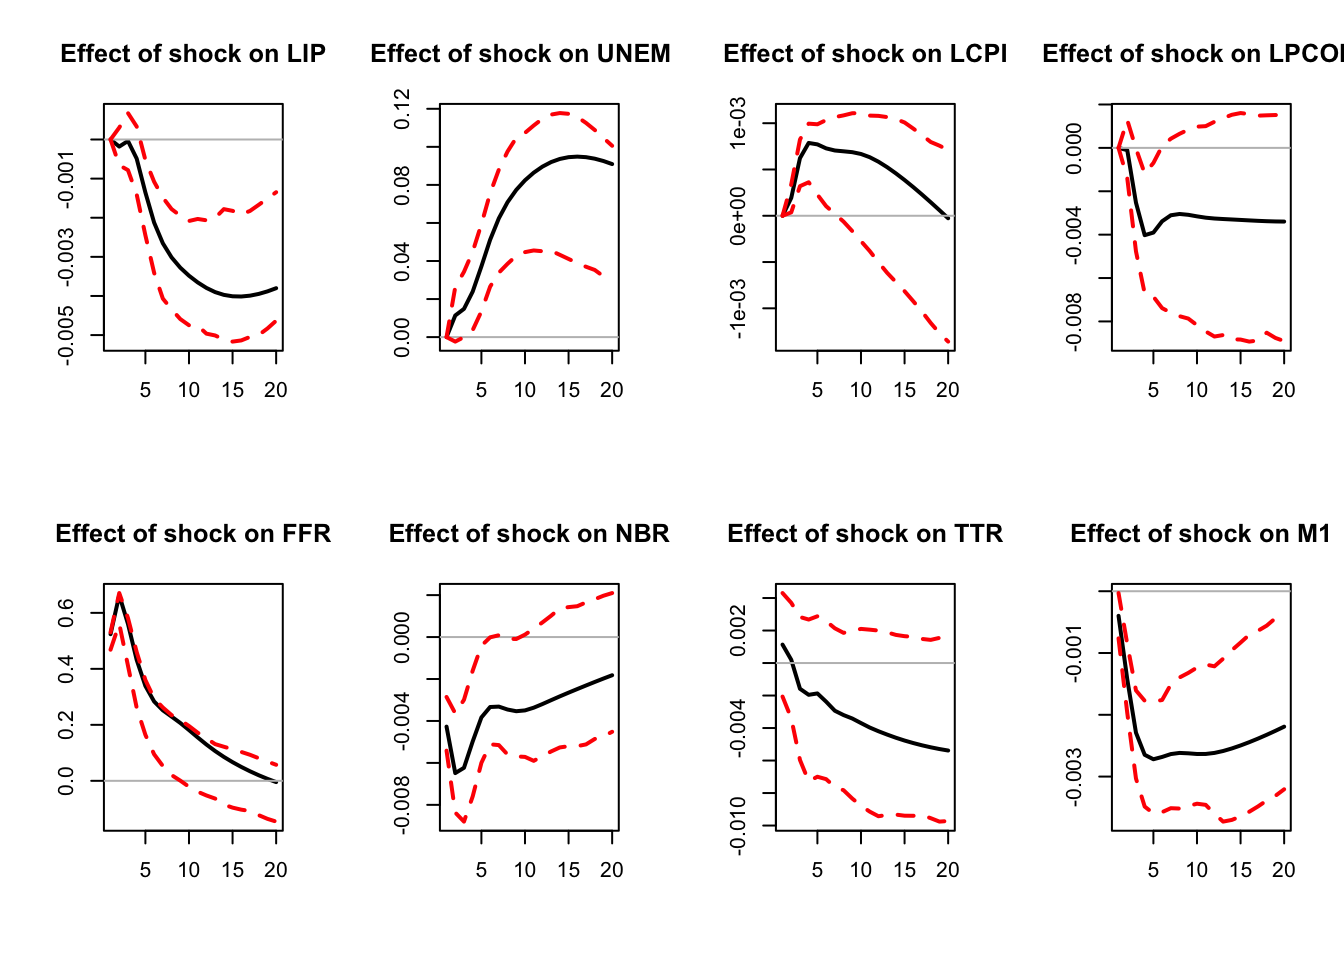 Effect of shock on LIP
Effect of shock on UNEM
Effect of shock on LCPI
Effect of shock on LPCO
-0.001
-0.003
-0.005
5 10 15 20
0.12
0.08
0.04
0.00
5 10 15 20
1e-03
0e+00
-1e-03
5 10 15 20
0.000
-0.004
-0.008
5 10 15 20
Effect of shock on FFR
Effect of shock on NBR
Effect of shock on TTR
Effect of shock on M1
0.6
0.4
0.2
0.0
5 10 15 20
0.000
-0.004
-0.008
5 10 15 20
0.002
-0.004
-0.010
5 10 15 20
-0.001
-0.003
5 10 15 20